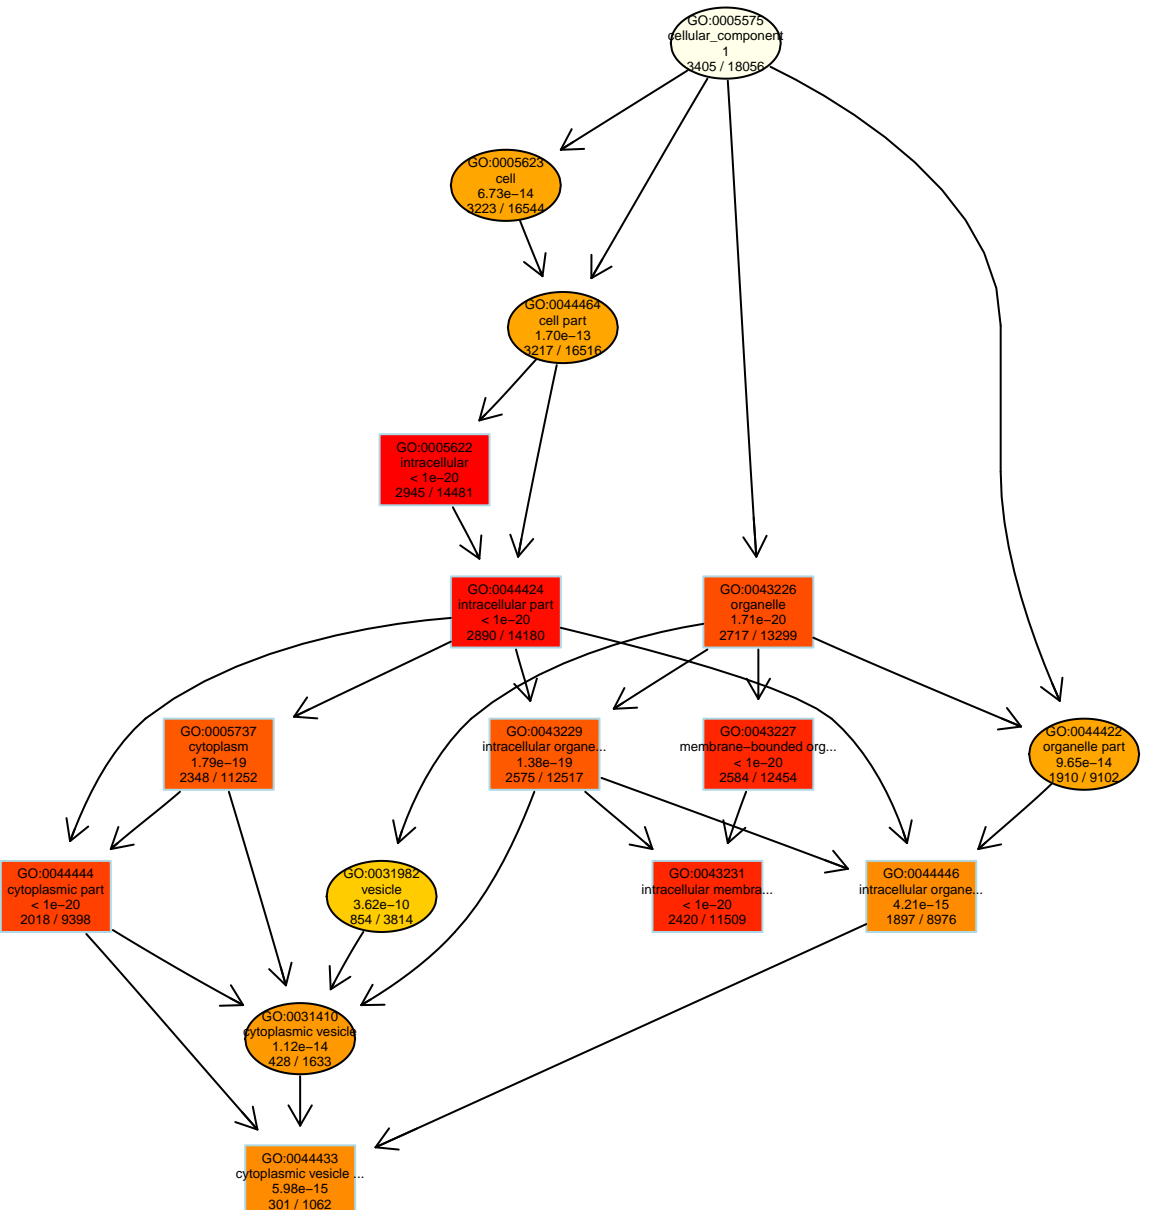 GO:0005575
cellular_component
1
3405 / 18056
GO:0005623
cell
6.73e−14
3223 / 16544
GO:0044464
cell part
1.70e−13
3217 / 16516
GO:0005622
intracellular
< 1e−20
2945 / 14481
GO:0044424
intracellular part
< 1e−20
2890 / 14180
GO:0043226
organelle
1.71e−20
2717 / 13299
GO:0005737
cytoplasm
1.79e−19
2348 / 11252
GO:0043229
intracellular organe...
1.38e−19
2575 / 12517
GO:0043227
membrane−bounded org...
< 1e−20
2584 / 12454
GO:0044422
organelle part
9.65e−14
1910 / 9102
GO:0044444
cytoplasmic part
< 1e−20
2018 / 9398
GO:0031982
vesicle
3.62e−10
854 / 3814
GO:0043231
intracellular membra...
< 1e−20
2420 / 11509
GO:0044446
intracellular organe...
4.21e−15
1897 / 8976
GO:0031410
cytoplasmic vesicle
1.12e−14
428 / 1633
GO:0044433
cytoplasmic vesicle ...
5.98e−15
301 / 1062